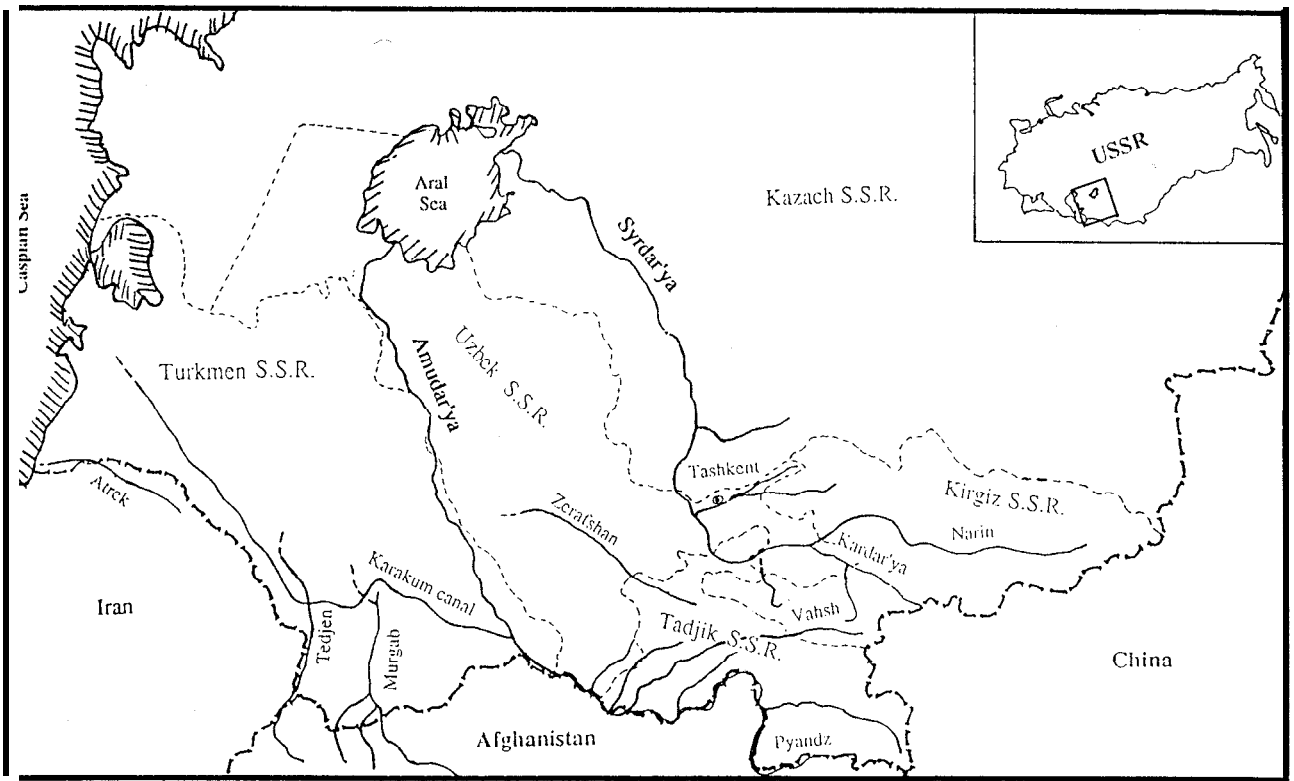 USSR
Aral
Sea
Kazach S.S.R.
Caspian Sea
Syrdar'ya
Uzbek S.S.R.
Turkmen S.S.R.
Amudar'ya
Tashkent
Kirgiz S.S.R.
Atrek
Zerafshan
Narin
Kardar'ya
Karakum canal
Iran
Vahsh
Tadjik S.S.R.
Tedjen
Murgab
China
Afghanistan
Pyandz